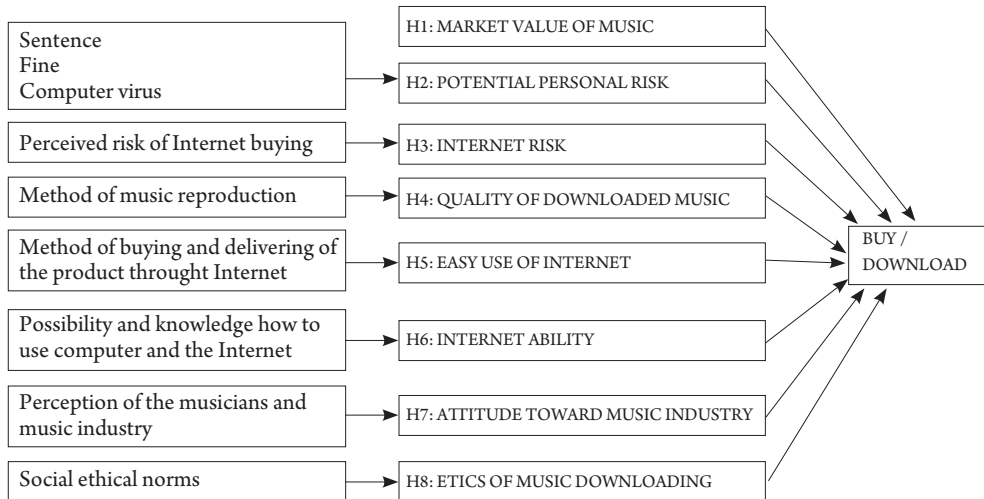 H1: MARKET VALUE OF MUSIC
Sentence
Fine
Computer virus
H2: POTENTIAL PERSONAL RISK
Perceived risk of Internet buying
H3: INTERNET RISK
Method of music reproduction
H4: QUALITY OF DOWNLOADED MUSIC
Method of buying and delivering of
the product throught Internet
H5: EASY USE OF INTERNET
BUY /
DOWNLOAD
Possibility and knowledge how to
use computer and the Internet
H6: INTERNET ABILITY
Perception of the musicians and
music industry
H7: ATTITUDE TOWARD MUSIC INDUSTRY
Social ethical norms
H8: ETICS OF MUSIC DOWNLOADING